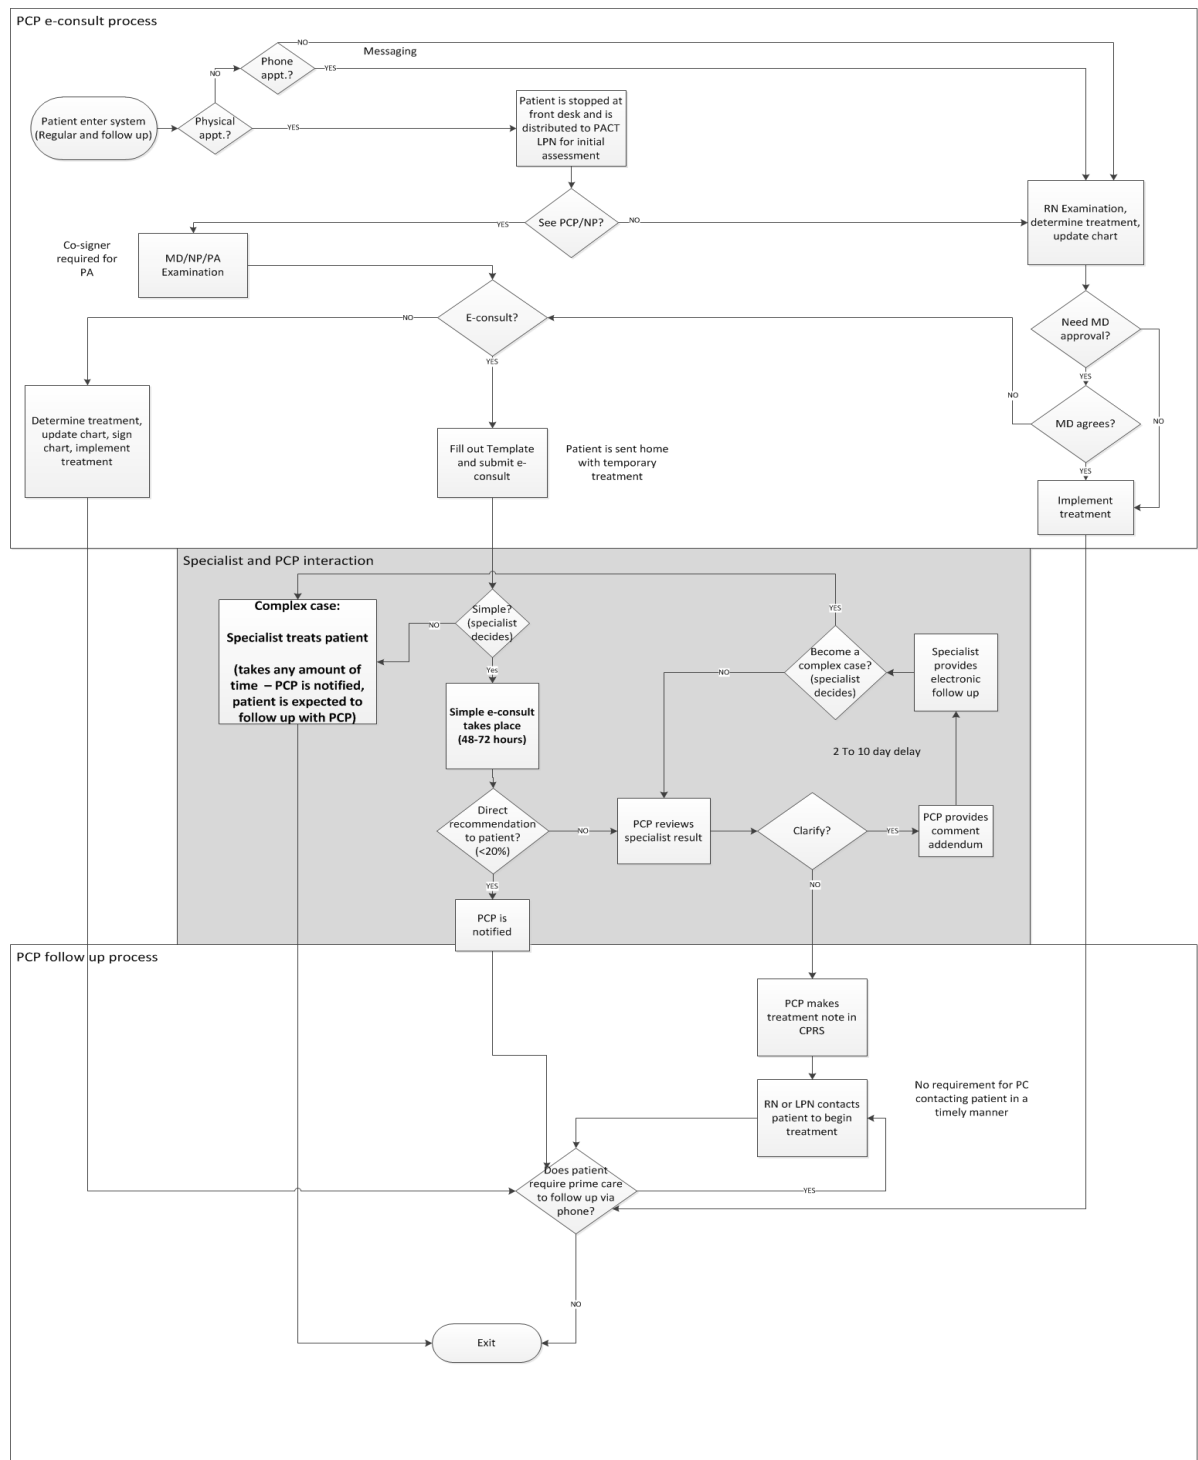 PCP e-consult process
NO
Messaging
Phone
appt.?
YES
NO
Patient enter system
(Regular and follow up)
Physical
appt.?
YES
Patient is stopped at
front desk and is
distributed to PACT
LPN for initial
assessment
See PCP/NP?
YES
NO
RN Examination,
determine treatment,
update chart
Co-signer
required for
PA
MD/NP/PA
Examination
E-consult?
NO
YES
Need MD
approval?
YES
NO
MD agrees?
NO
YES
Determine treatment,
update chart, sign
chart, implement
treatment
Fill out Template
and submit e-
consult
Patient is sent home
with temporary
treatment
Implement
treatment
Specialist and PCP interaction
Complex case:
Specialist treats patient
(takes any amount of
time – PCP is notified,
patient is expected to
follow up with PCP)
Simple?
(specialist
decides)
NO
Yes
YES
Become a
complex case?
(specialist
decides)
NO
Specialist
provides
electronic
follow up
Simple e-consult
takes place
(48-72 hours)
2 To 10 day delay
Direct
recommendation
to patient?
(<20%)
NO
PCP reviews
specialist result
Clarify?
YES
PCP provides
comment
addendum
YES
NO
PCP is
notified
PCP follow up process
PCP makes
treatment note in
CPRS
RN or LPN contacts
patient to begin
treatment
No requirement for PC
contacting patient in a
timely manner
Does patient
require prime care
to follow up via
phone?
YES
NO
Exit